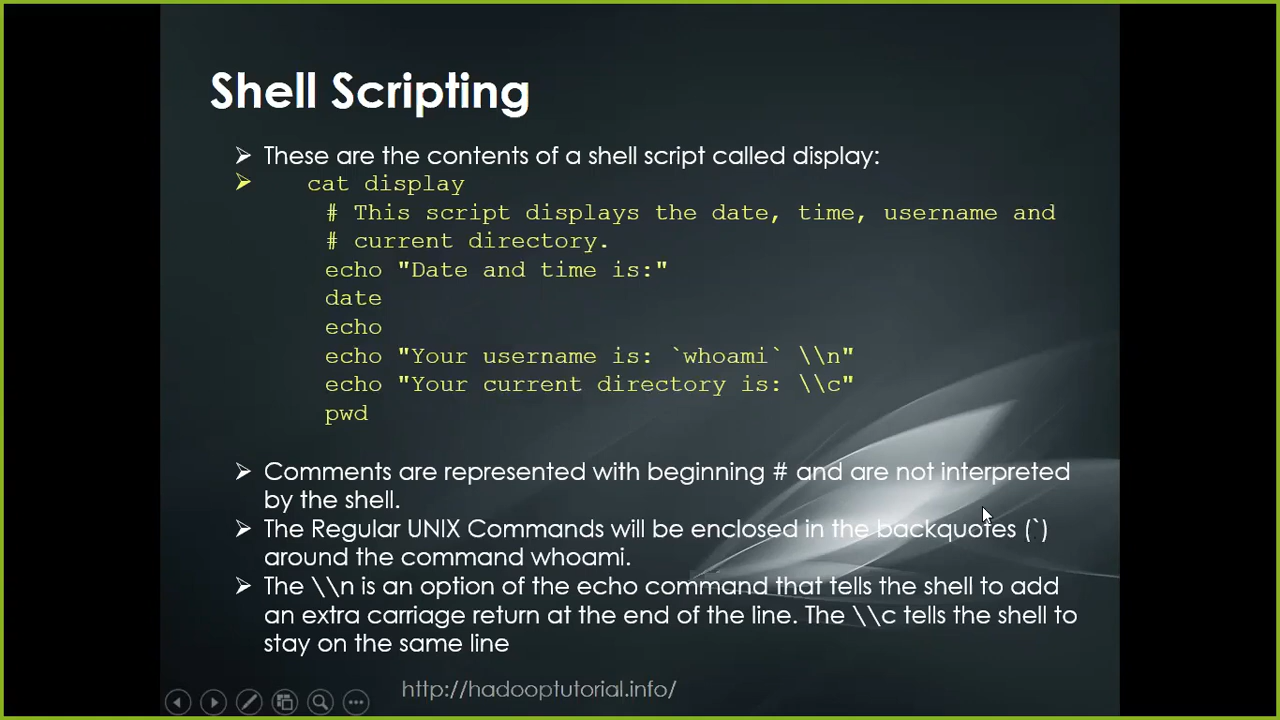 Shell Scripting
These are the contents of a shell script called display:
cat display
# This script displays the date, time, username and
# current directory.
echo "Date and time is:"
date
echo
echo "Your username is: `whoami` \\n"
echo "Your current directory is: \\c"
pwd
Comments are represented with beginning # and are not interpreted
by the shell.
The Regular UNIX Commands will be enclosed in the backquotes (`)
around the command whoami.
The \\n is an option of the echo command that tells the shell to add
an extra carriage return at the end of the line. The \\c tells the shell to
stay on the same line
http://hadooptutorial.info/